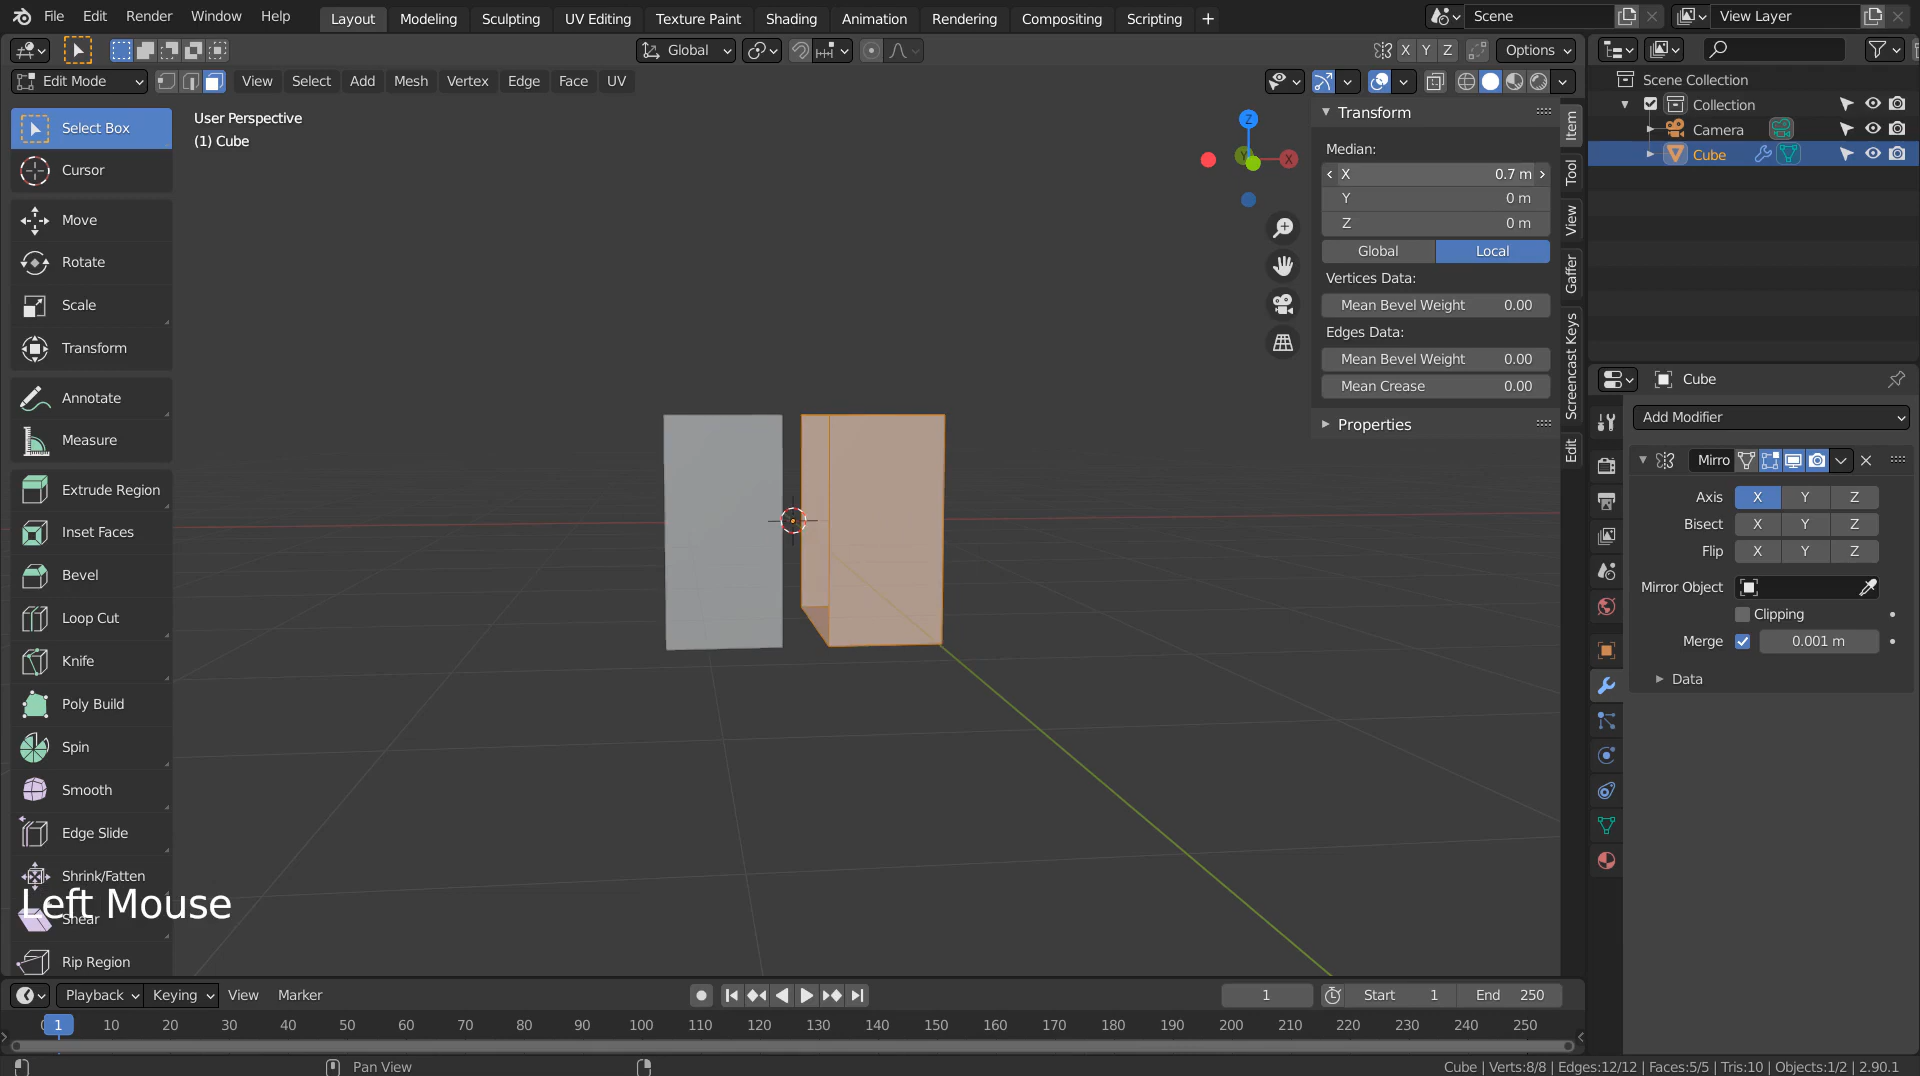 File Edit Render Window Help Layout Modeling Sculpting UV Editing Texture Paint Shading Animation Rendering Compositing Scripting + Scene View Layer
Global X Y Z Options
Edit Mode View Select Add Mesh Vertex Edge Face UV
Select Box
Cursor
Move
Rotate
Scale
Transform
Annotate
Measure
Extrude Region
Inset Faces
Bevel
Loop Cut
Knife
Poly Build
Spin
Smooth
Edge Slide
Shrink/Fatten
Shear
Rip Region
Left Mouse
User Perspective
(1) Cube
Z
Y
X
Transform
Median:
X 0.7 m
Y 0 m
Z 0 m
Global Local
Vertices Data:
Mean Bevel Weight 0.00
Edges Data:
Mean Bevel Weight 0.00
Mean Crease 0.00
Properties
Item
Tool
View
Gaffer
Screencast Keys
Edit
Scene Collection
Collection
Camera
Cube
Cube
Add Modifier
Mirro
Axis X Y Z
Bisect X Y Z
Flip X Y Z
Mirror Object
Clipping
Merge 0.001 m
Data
Playback Keying View Marker 1 Start 1 End 250
1 10 20 30 40 50 60 70 80 90 100 110 120 130 140 150 160 170 180 190 200 210 220 230 240 250
Pan View Cube | Verts:8/8 | Edges:12/12 | Faces:5/5 | Tris:10 | Objects:1/2 | 2.90.1